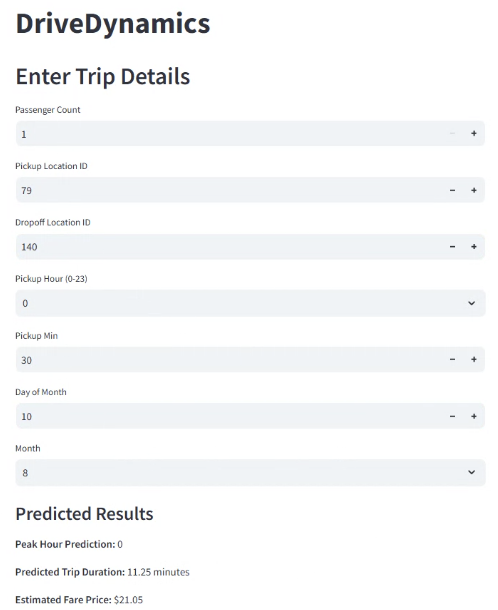 DriveDynamics
Enter Trip Details
Passenger Count
1
Pickup Location ID
79
Dropoff Location ID
140
Pickup Hour (0-23)
0
Pickup Min
30
Day of Month
10
Month
8
Predicted Results
Peak Hour Prediction: 0
Predicted Trip Duration: 11.25 minutes
Estimated Fare Price: $21.05